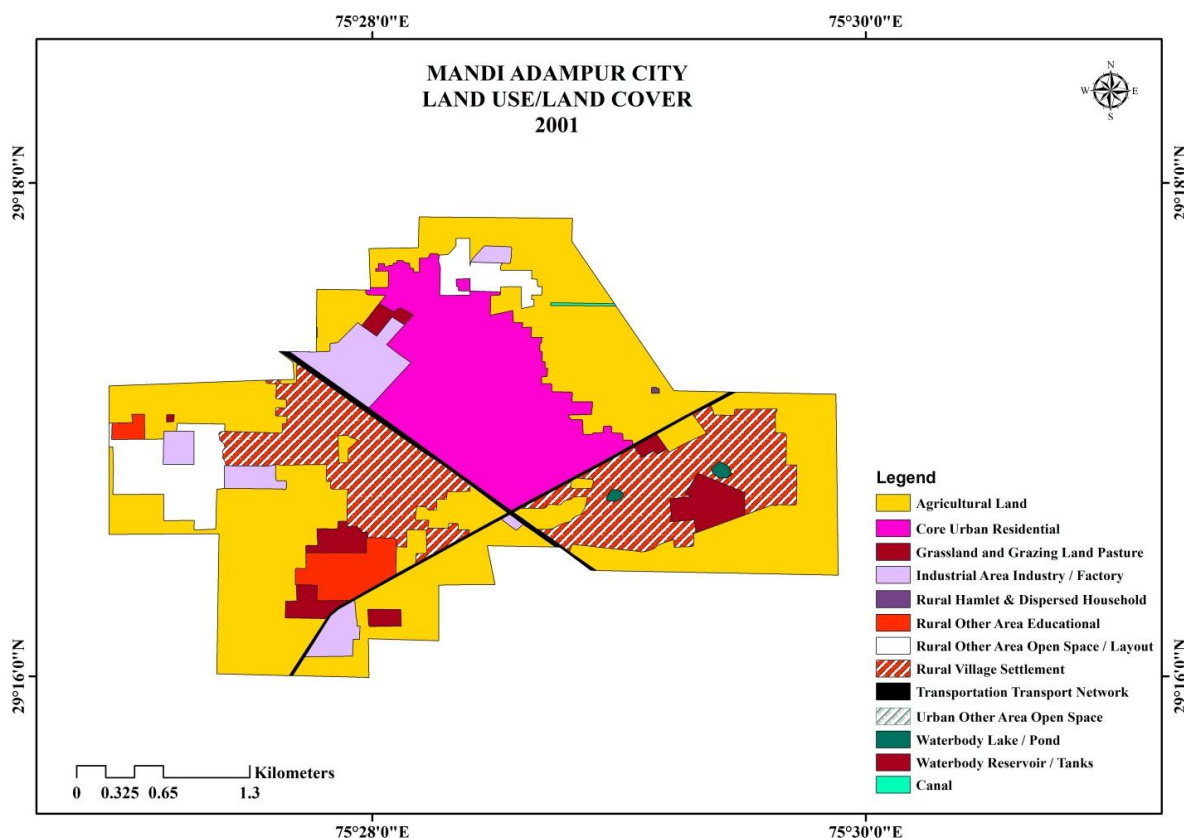 75°28'0"E
75°30'0"E
MANDI ADAMPUR CITY
LAND USE/LAND COVER
2001
N
W
E
S
29°18'0"N
29°18'0"N
Legend
Agricultural Land
Core Urban Residential
Grassland and Grazing Land Pasture
Industrial Area Industry / Factory
Rural Hamlet & Dispersed Household
Rural Other Area Educational
Rural Other Area Open Space / Layout
Rural Village Settlement
Transportation Transport Network
Urban Other Area Open Space
Waterbody Lake / Pond
Waterbody Reservoir / Tanks
Canal
29°16'0"N
29°16'0"N
Kilometers
0 0.325 0.65 1.3
75°28'0"E
75°30'0"E